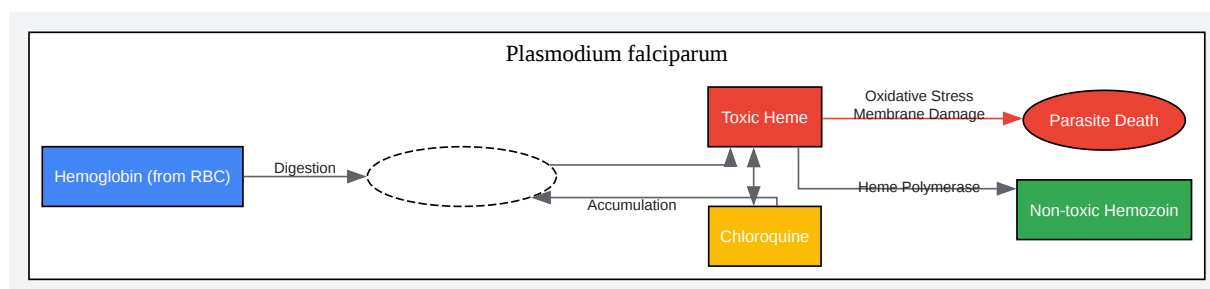 Plasmodium falciparum
Hemoglobin (from RBC)
Digestion
Toxic Heme
Oxidative Stress
Membrane Damage
Parasite Death
Accumulation
Chloroquine
Heme Polymerase
Non-toxic Hemozoin